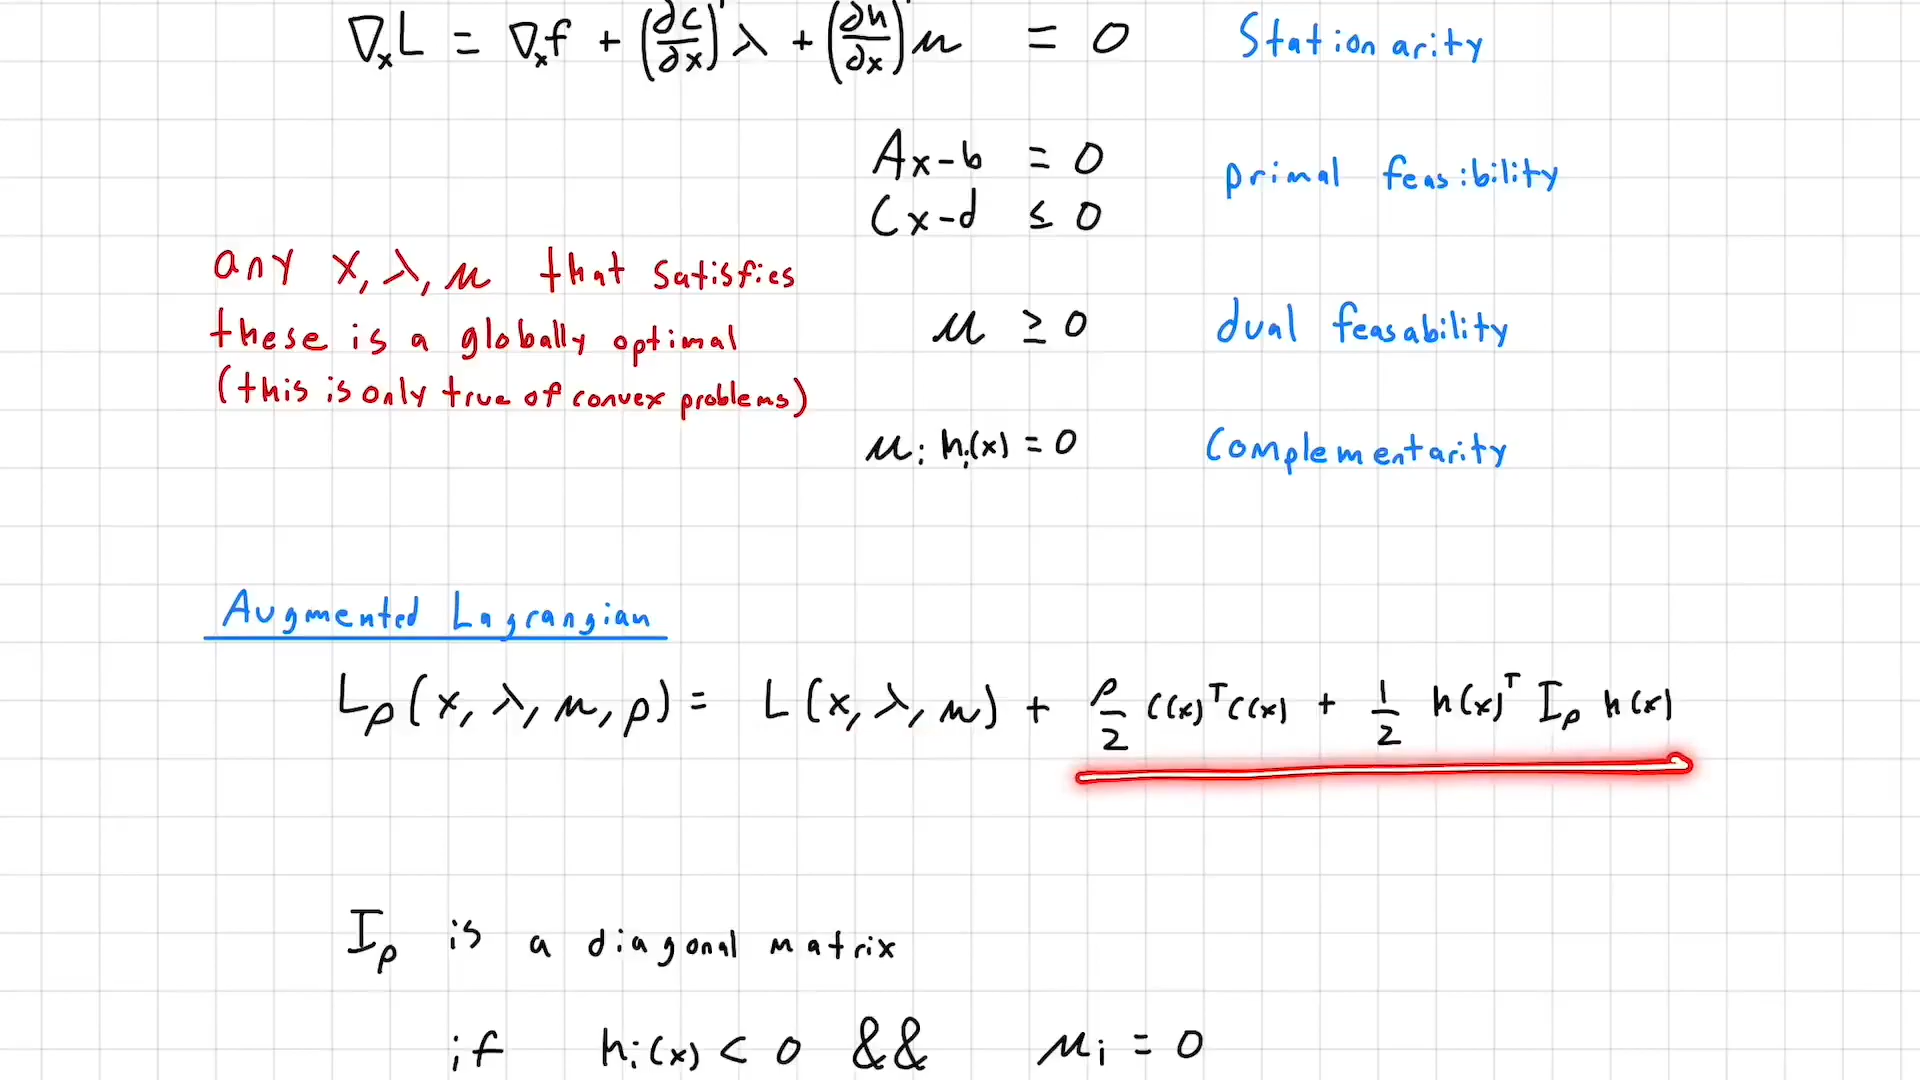 ∇ₓL = ∇ₓf + (∂c/∂x)ᵀλ + (∂h/∂x)ᵀμ = 0 Stationarity
Ax-b = 0
Cx-d ≤ 0
primal feasibility
any x, λ, μ that satisfies
these is a globally optimal
(this is only true of convex problems)
μ ≥ 0 dual feasability
μᵢ hᵢ(x) = 0 Complementarity
Augmented Lagrangian
Lρ(x, λ, μ, ρ) = L(x, λ, μ) + ρ/2 c(x)ᵀc(x) + 1/2 h(x)ᵀ Iρ h(x)
Iρ is a diagonal matrix
if hᵢ(x) < 0 && μᵢ = 0